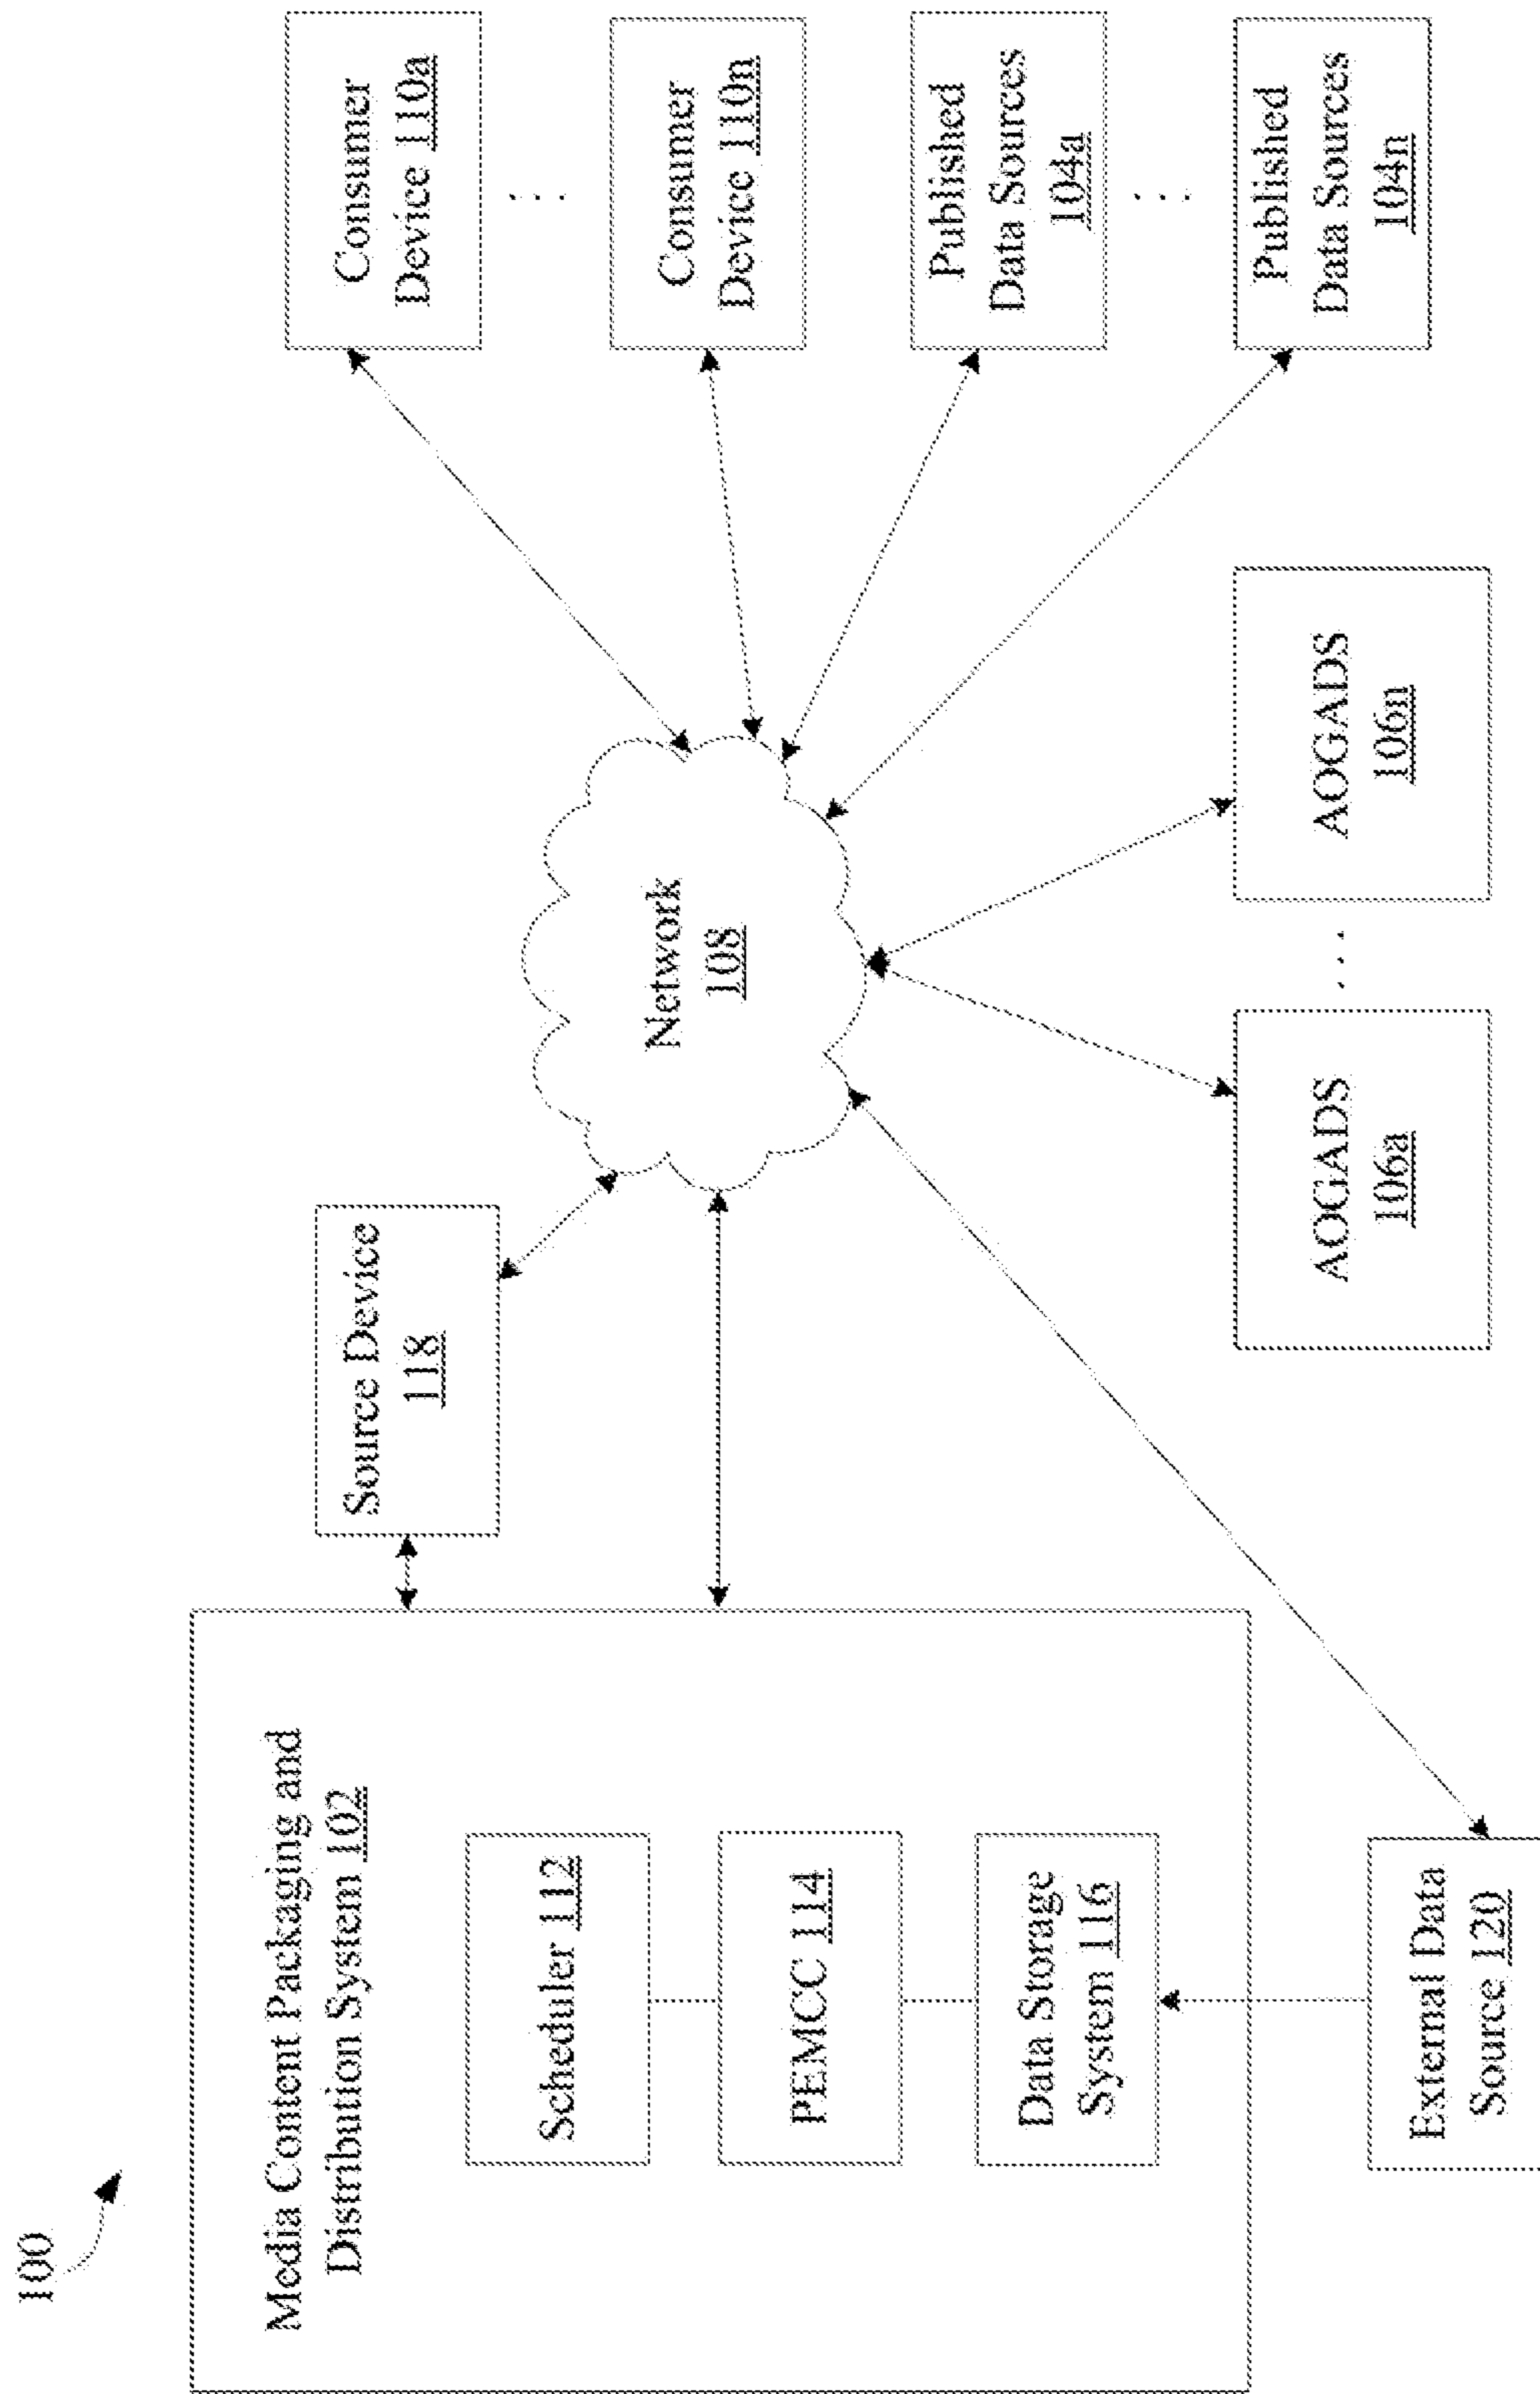 100
Media Content Packaging and
Distribution System 102
Scheduler 112
PEMCC 114
Data Storage
System 116
External Data
Source 120
Source Device
118
Network
108
AOGADS
106a
. . .
AOGADS
106n
Consumer
Device 110a
. . .
Consumer
Device 110n
Published
Data Sources
104a
. . .
Published
Data Sources
104n